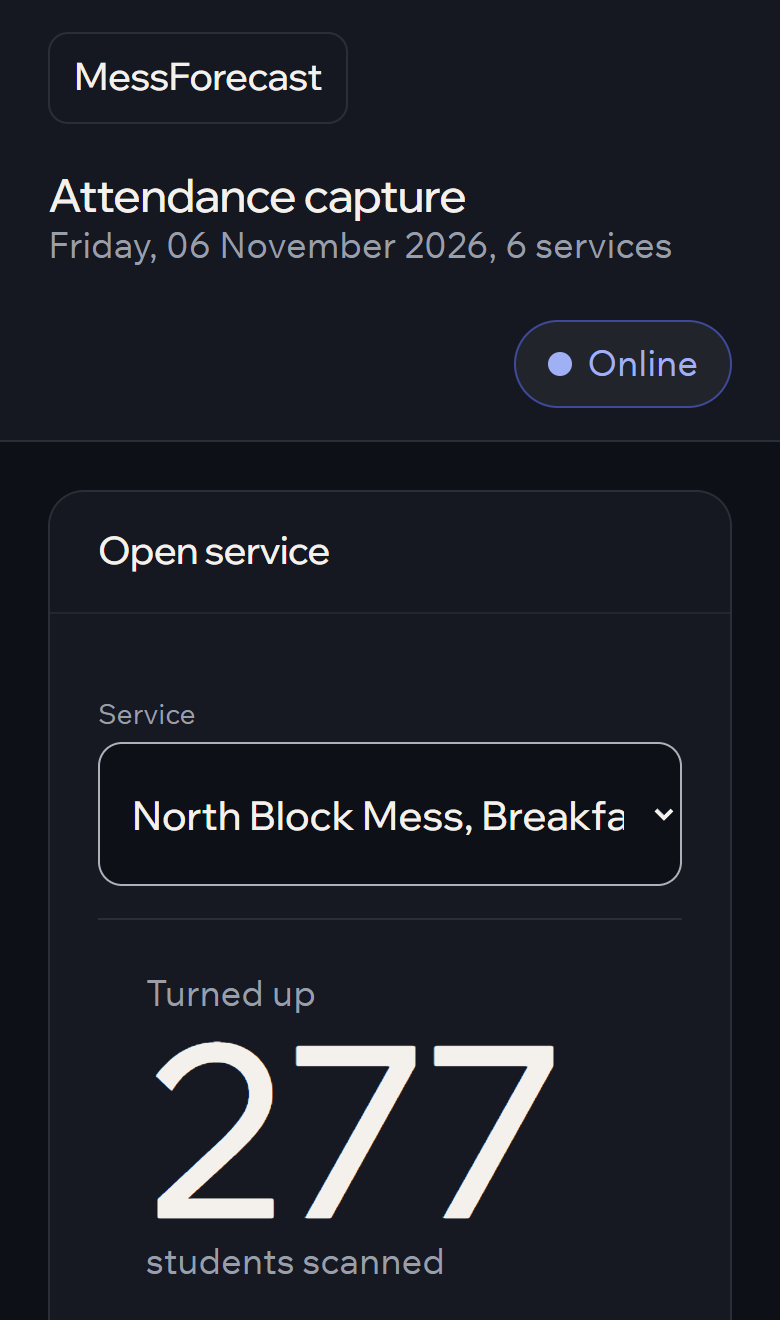 MessForecast
Attendance capture
Friday, 06 November 2026, 6 services
Online
Open service
Service
North Block Mess, Breakfa
Turned up
277
students scanned